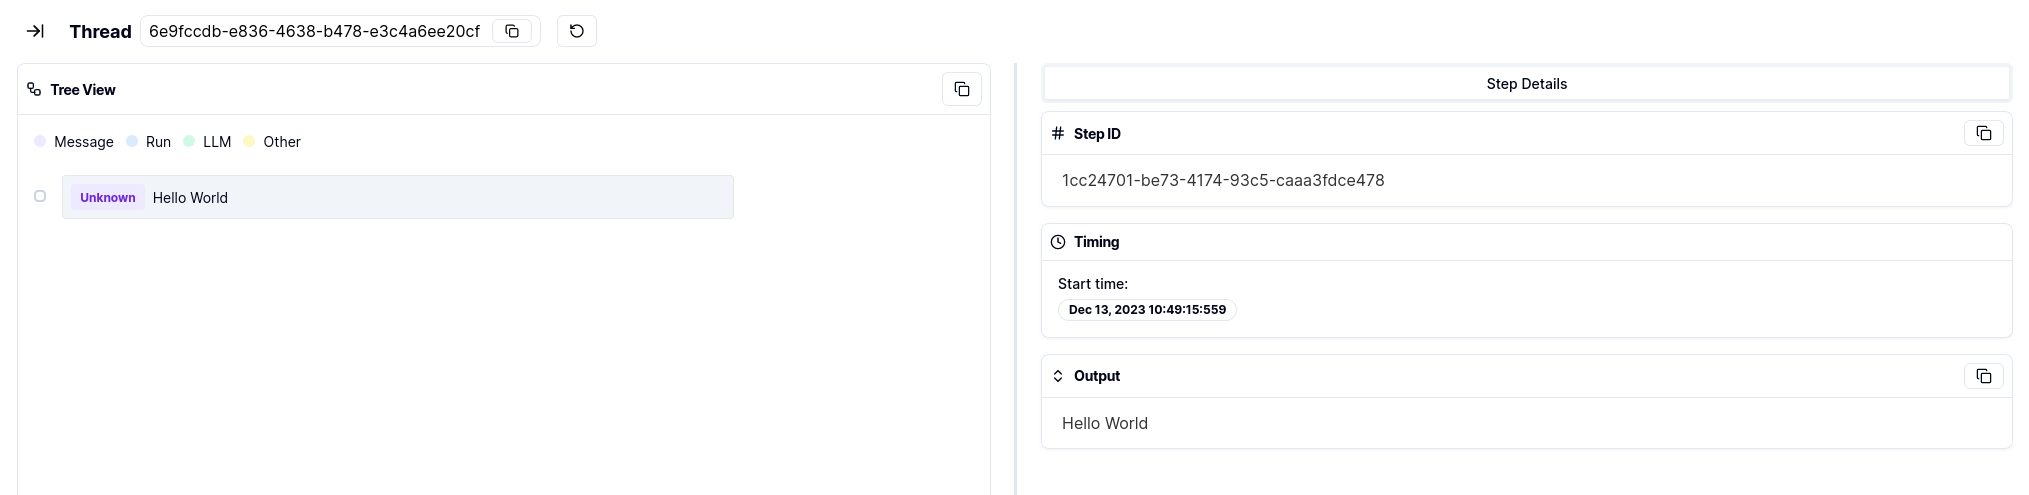 Thread 6e9fccdb-e836-4638-b478-e3c4a6ee20cf
Tree View
Message Run LLM Other
Unknown Hello World
Step Details
Step ID
1cc24701-be73-4174-93c5-caaa3fdce478
Timing
Start time:
Dec 13, 2023 10:49:15:559
Output
Hello World